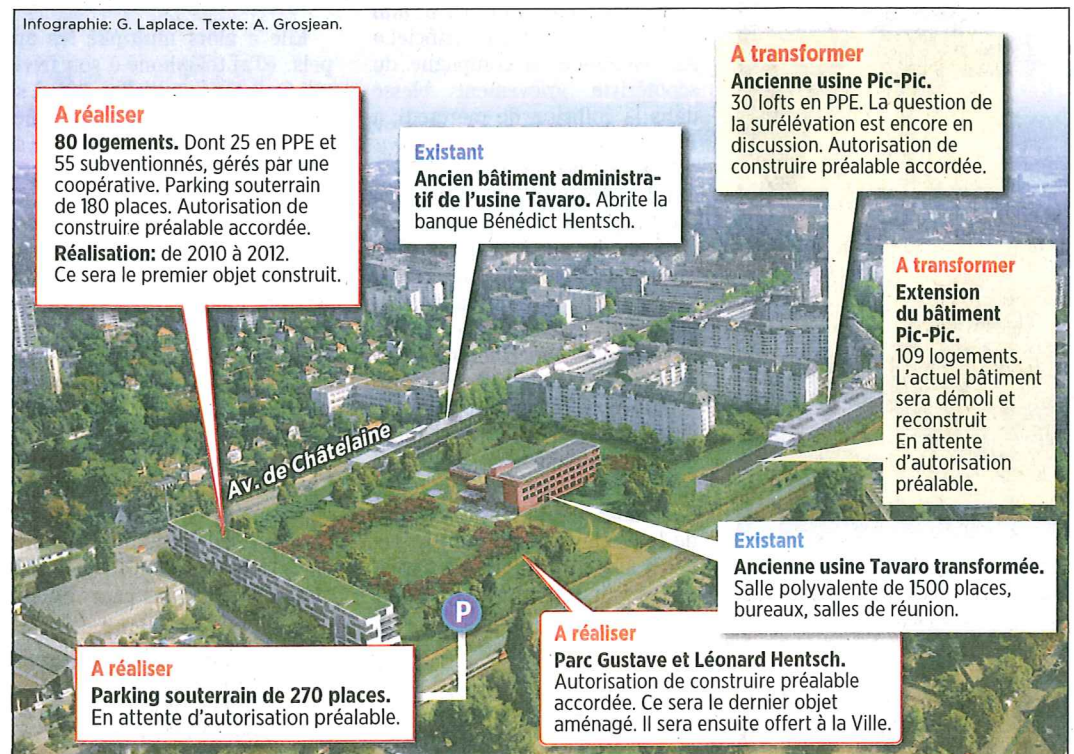 Infographie: G. Laplace. Texte: A. Grosjean.
A réaliser
80 logements. Dont 25 en PPE et
55 subventionnés, gérés par une
coopérative. Parking souterrain
de 180 places. Autorisation de
construire préalable accordée.
Réalisation: de 2010 à 2012.
Ce sera le premier objet construit.
Existant
Ancien bâtiment administra-
tif de l'usine Tavaro. Abrite la
banque Bénédict Hentsch.
A transformer
Ancienne usine Pic-Pic.
30 lofts en PPE. La question de
la surélévation est encore en
discussion. Autorisation de
construire préalable accordée.
A transformer
Extension
du bâtiment
Pic-Pic.
109 logements.
L'actuel bâtiment
sera démoli et
reconstruit
En attente
d'autorisation
préalable.
Av. de Châtelaine
Existant
Ancienne usine Tavaro transformée.
Salle polyvalente de 1500 places,
bureaux, salles de réunion.
P
A réaliser
Parking souterrain de 270 places.
En attente d'autorisation préalable.
A réaliser
Parc Gustave et Léonard Hentsch.
Autorisation de construire préalable
accordée. Ce sera le dernier objet
aménagé. Il sera ensuite offert à la Ville.